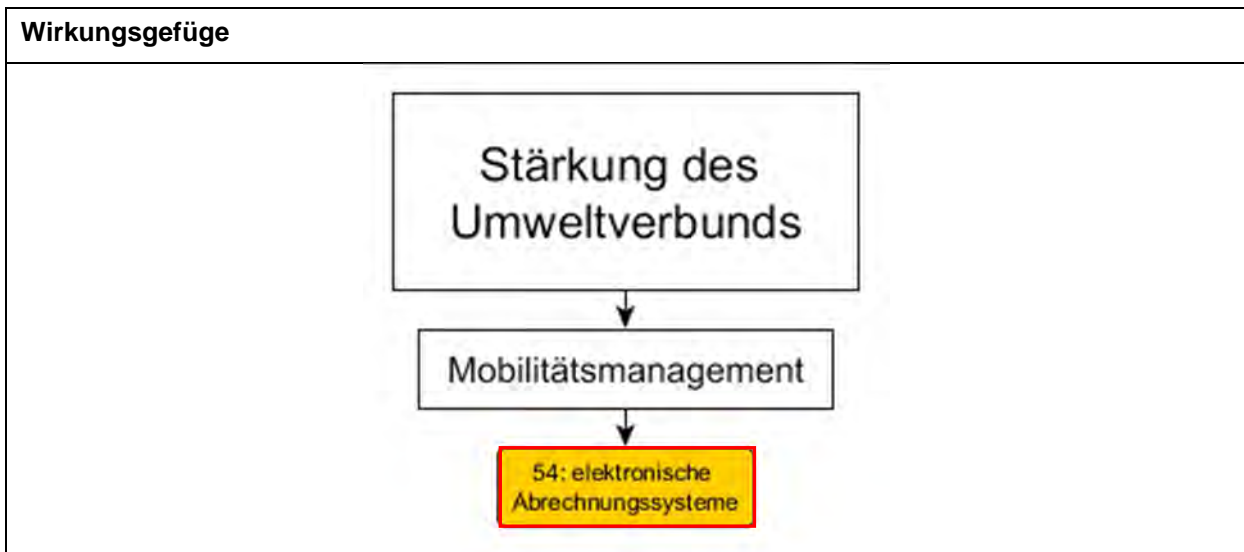 Wirkungsgefüge
Stärkung des
Umweltverbunds
Mobilitätsmanagement
54: elektronische
Abrechnungssysteme